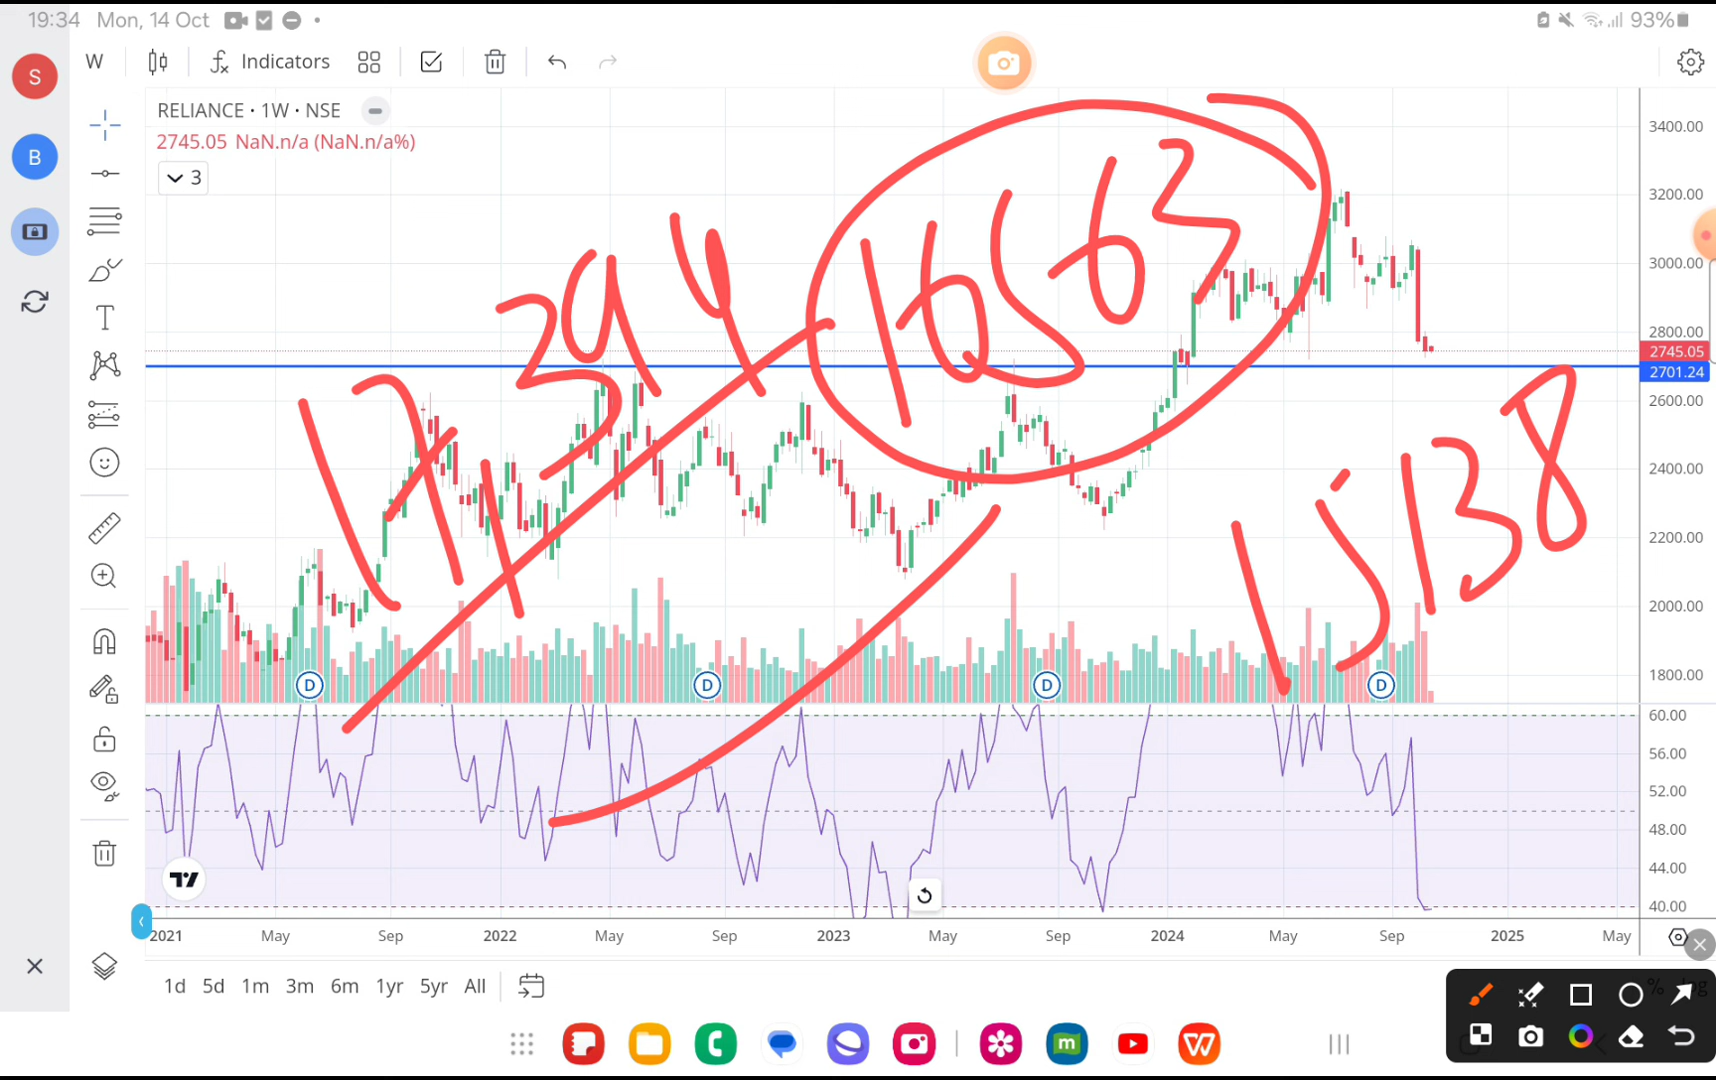 19:34 Mon, 14 Oct
93%
S
W
Indicators
B
RELIANCE · 1W · NSE
2745.05 NaN.n/a (NaN.n/a%)
3
3400.00
3200.00
3000.00
2800.00
2745.05
2701.24
2600.00
2400.00
2200.00
2000.00
1800.00
16563
15138
D
D
D
D
60.00
56.00
52.00
48.00
44.00
40.00
2021 May Sep 2022 May Sep 2023 May Sep 2024 May Sep 2025 May
1d 5d 1m 3m 6m 1yr 5yr All